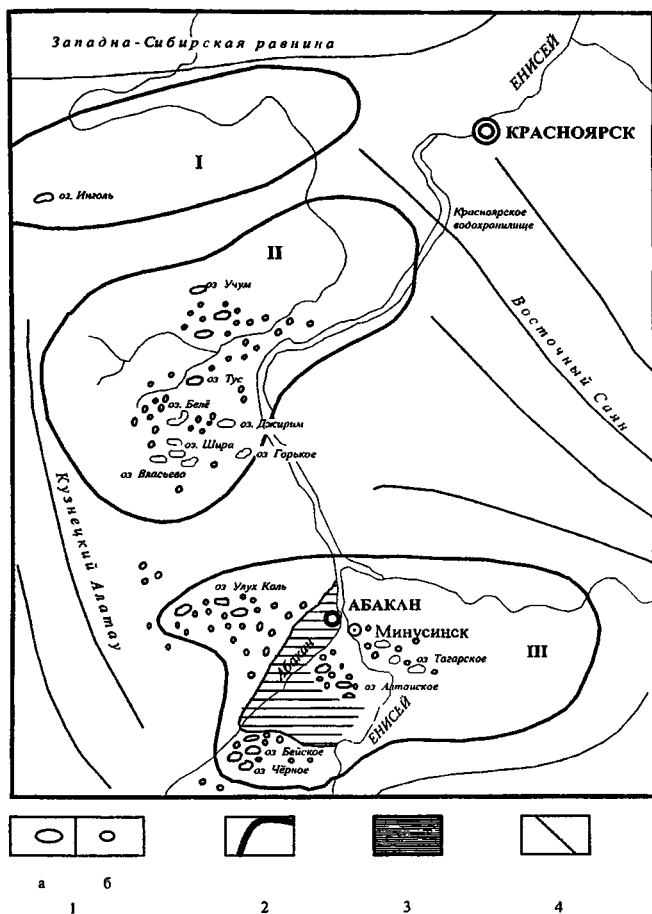 Западна-Сибирская равнина
ЕНИСЕЙ
КРАСНОЯРСК
I
оз. Инголь
Красноярское
водохронилище
II
оз Учум
Восточный Саян
оз Тус
оз. Белё
оз. Джирим
оз. Шира
оз Горькое
оз Власьево
Кузнецкий Алатау
оз Улух Коль
АБАКАН
Минусинск
Абакан
оз Тагарское
III
оз Алтайское
ЕНИСЕЙ
оз Бейское
оз Чёрное
а б
1 2 3 4